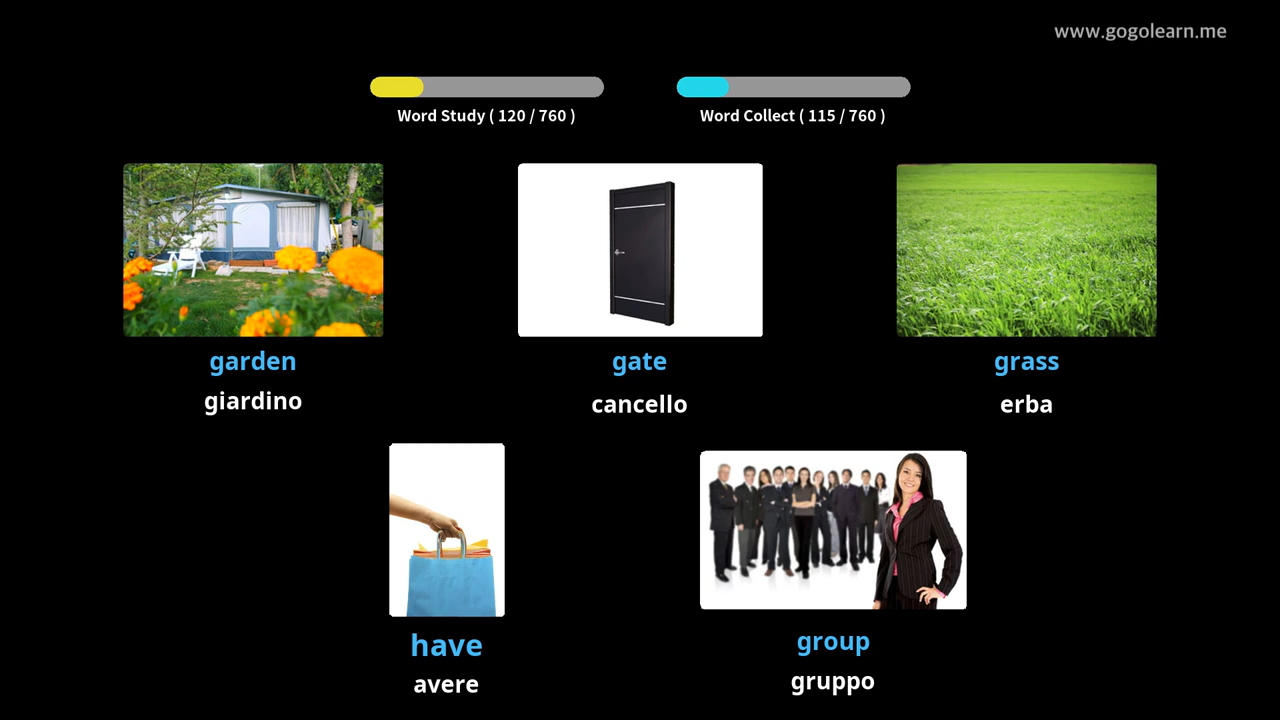 www.gogolearn.me
Word Study ( 120 / 760 )
Word Collect ( 115 / 760 )
garden
giardino
gate
cancello
grass
erba
have
avere
group
gruppo